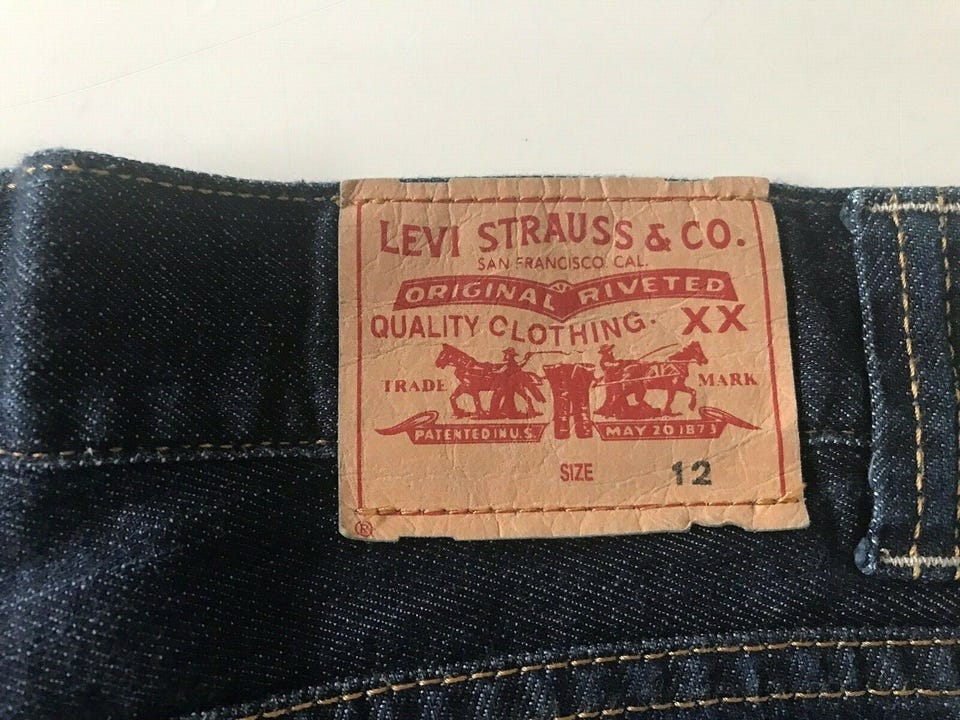 LEVI STRAUSS & CO.
SAN FRANCISCO CAL.
ORIGINAL RIVETED
QUALITY CLOTHING. XX
TRADE MARK
PATENTED IN U.S. MAY 20 1873
SIZE 12
®